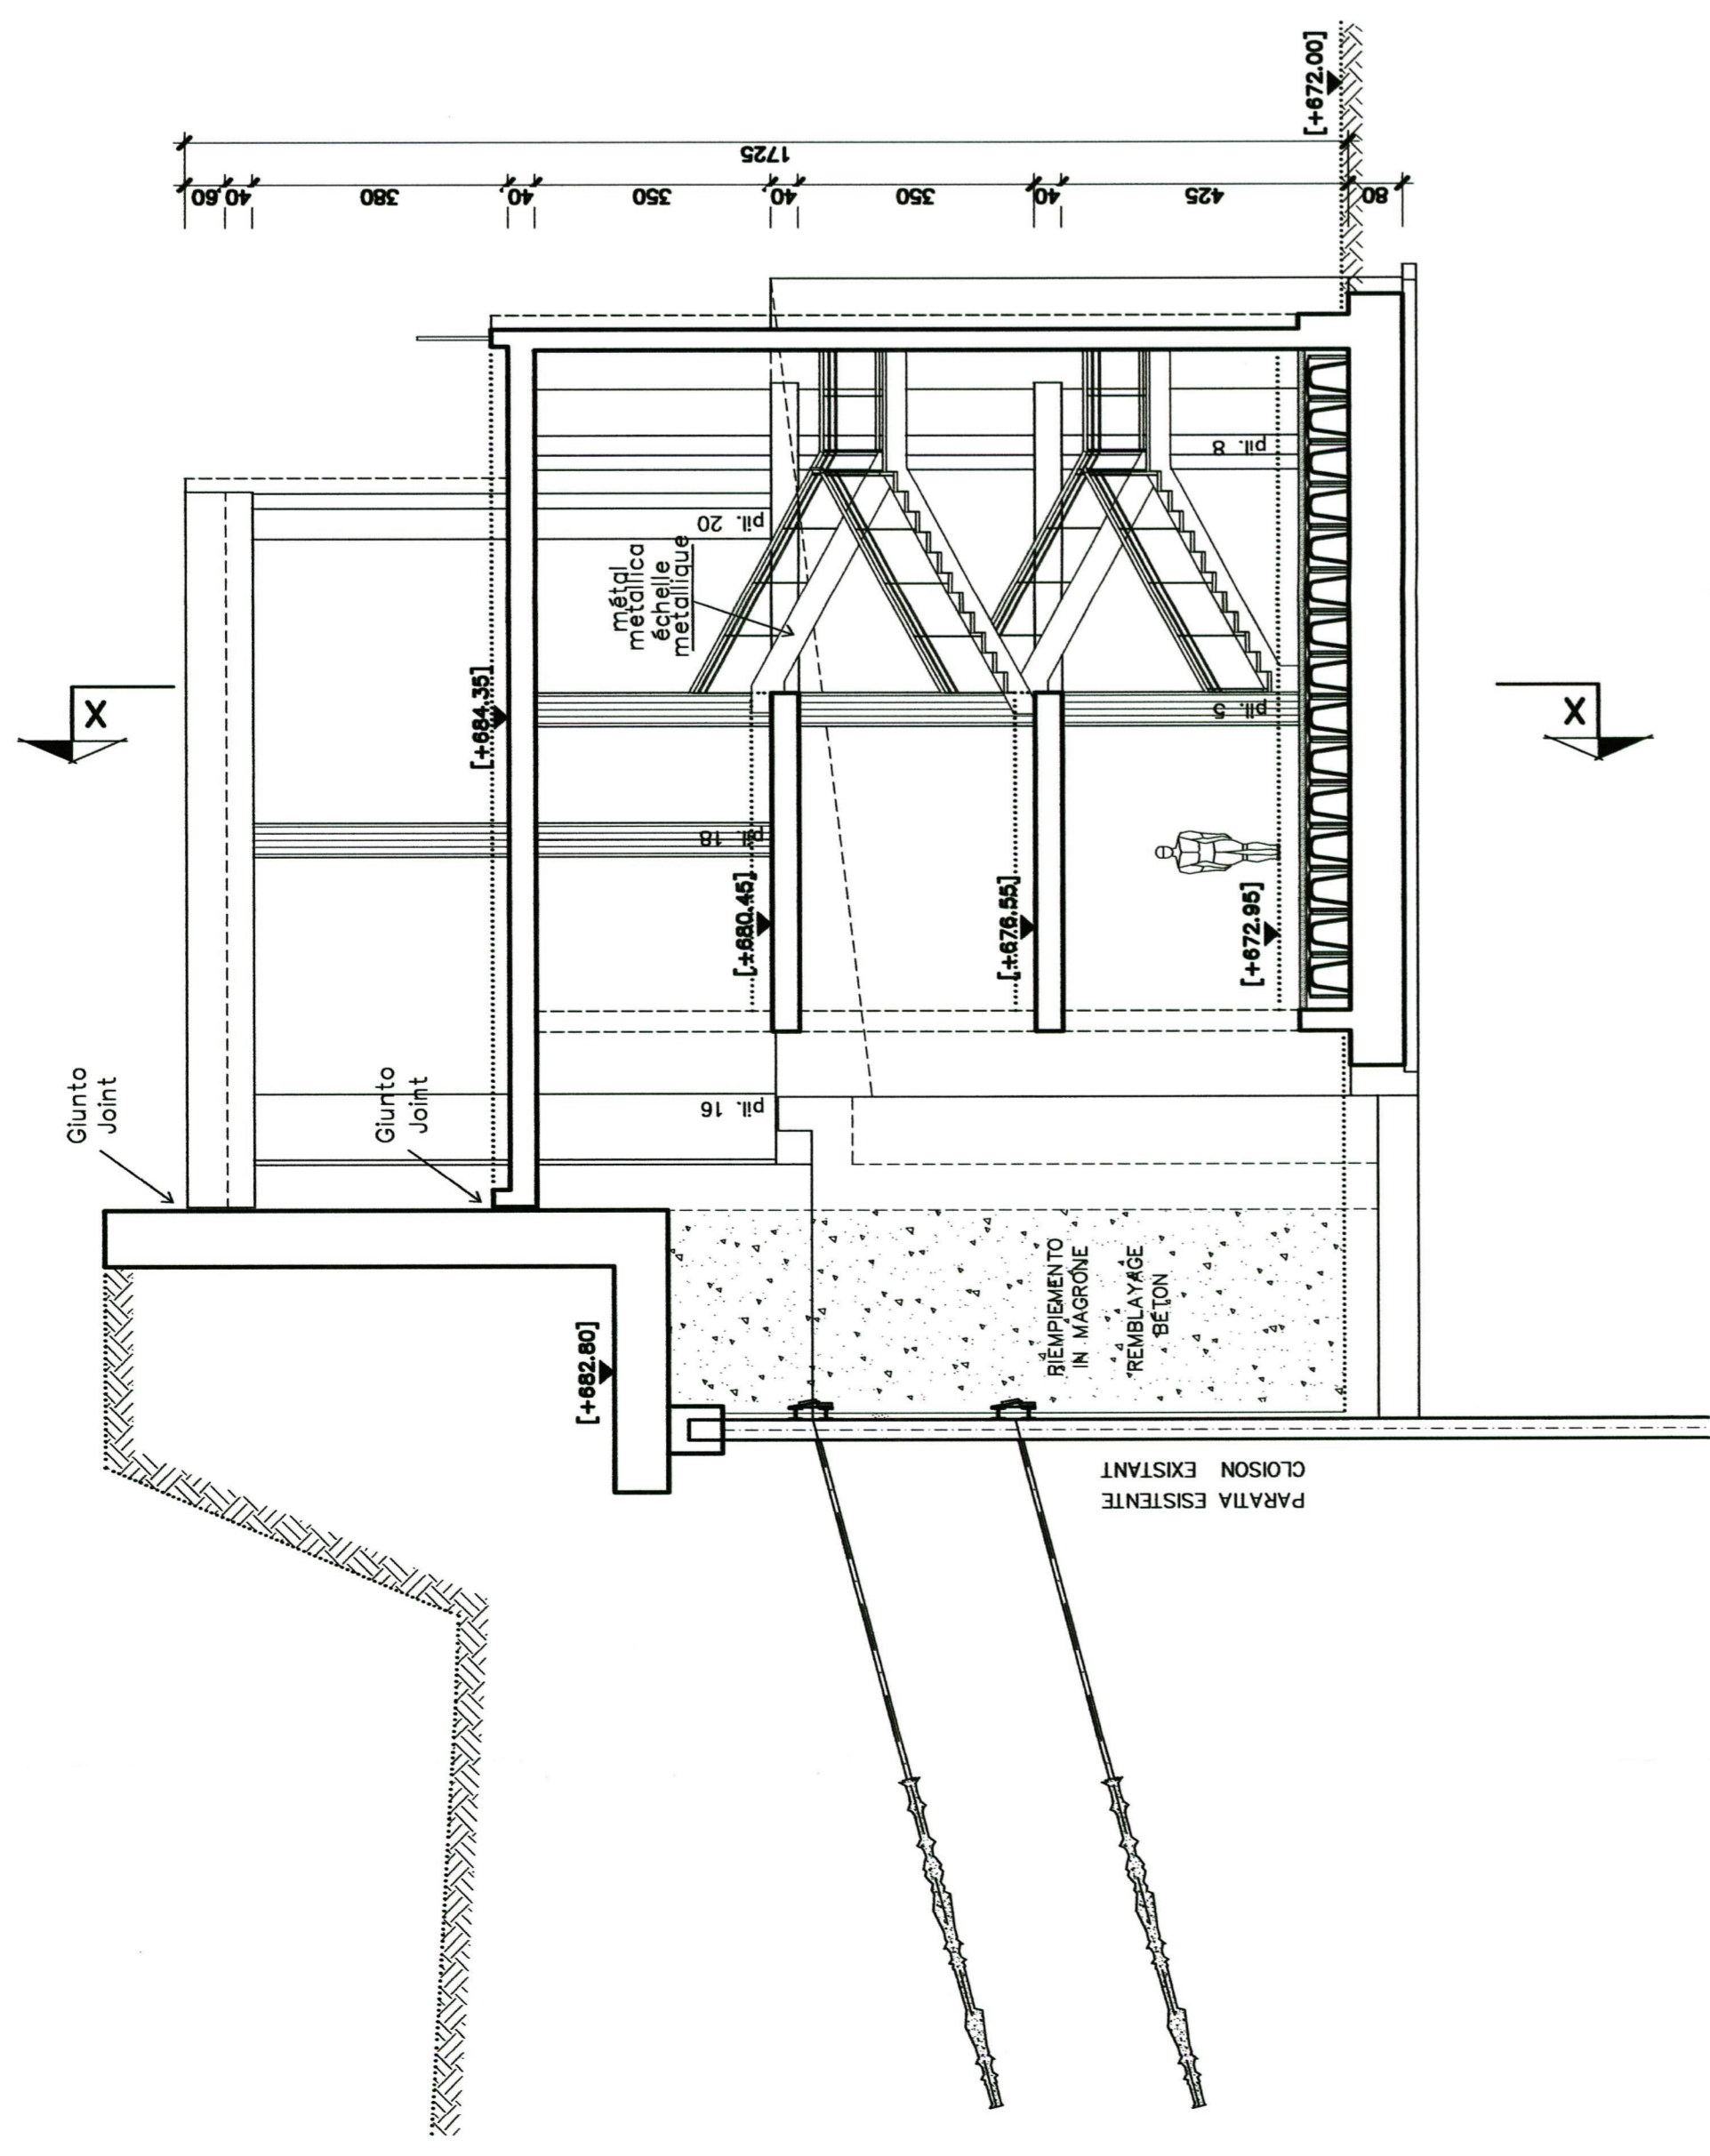 [+672.00]
1725
60
40
380
40
350
40
350
40
425
80
pil. 8
pil. 20
métal
metallica
échelle
metallique
[+684.35]
X
X
pil. 5
pil. 18
[+680.45]
[+676.55]
[+672.95]
Giunto
Joint
Giunto
Joint
pil. 16
RIEMPIEMENTO
IN MAGRONE
REMBLAYAGE
BÉTON
[+682.80]
CLOISON EXISTANT
PARATIA ESISTENTE